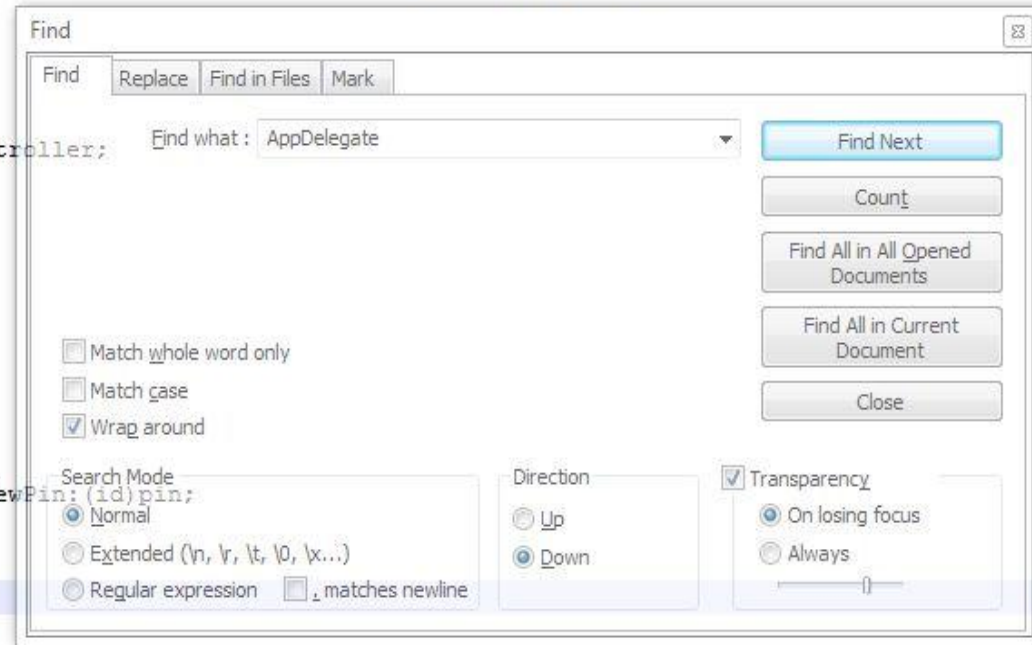 Find
Find Replace Find in Files Mark
Find what : AppDelegate
Find Next
troller;
Count
Find All in All Opened
Documents
Find All in Current
Document
Match whole word only
Match case
Close
Wrap around
Search Mode
Direction
Transparency
ewPin:(id)pin;
Normal
Up
On losing focus
Extended (\n, \r, \t, \0, \x...)
Down
Always
Regular expression . matches newline